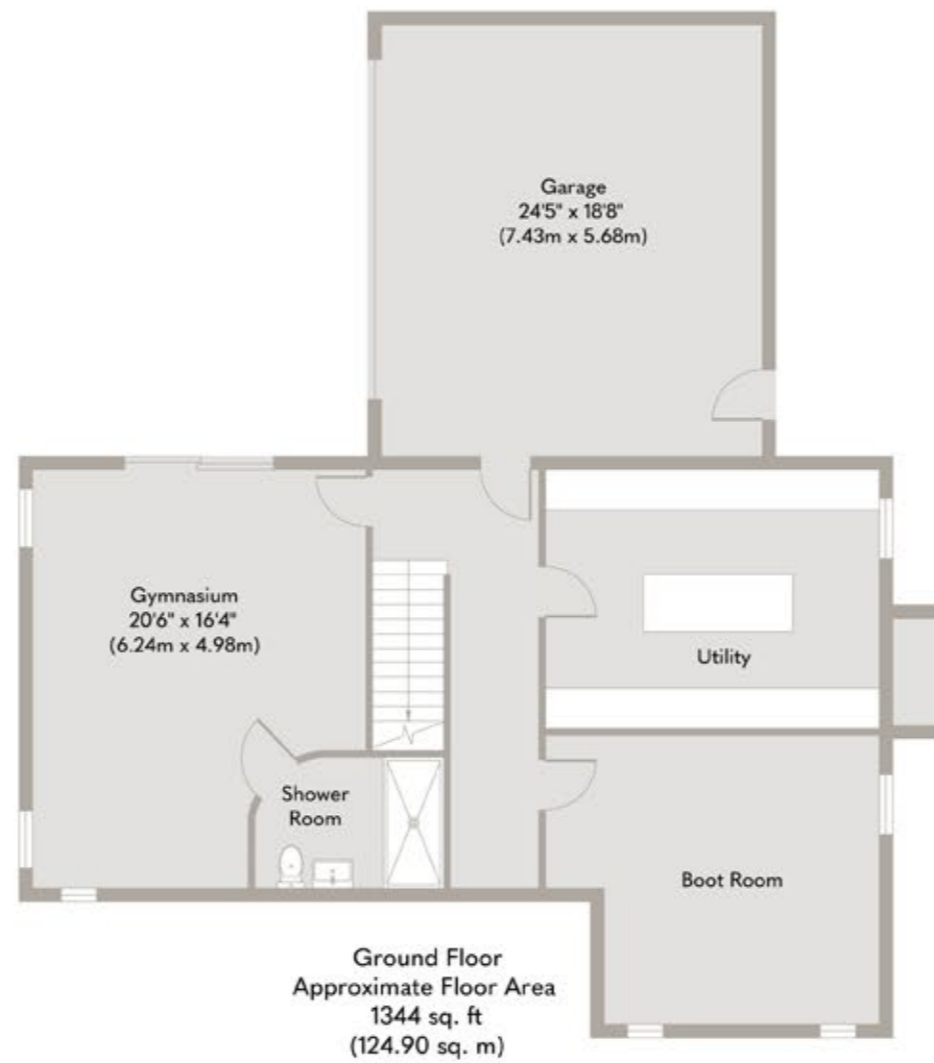 Garage
24'5" x 18'8"
(7.43m x 5.68m)
Gymnasium
20'6" x 16'4"
(6.24m x 4.98m)
Utility
Shower
Room
Boot Room
Ground Floor
Approximate Floor Area
1344 sq. ft
(124.90 sq. m)